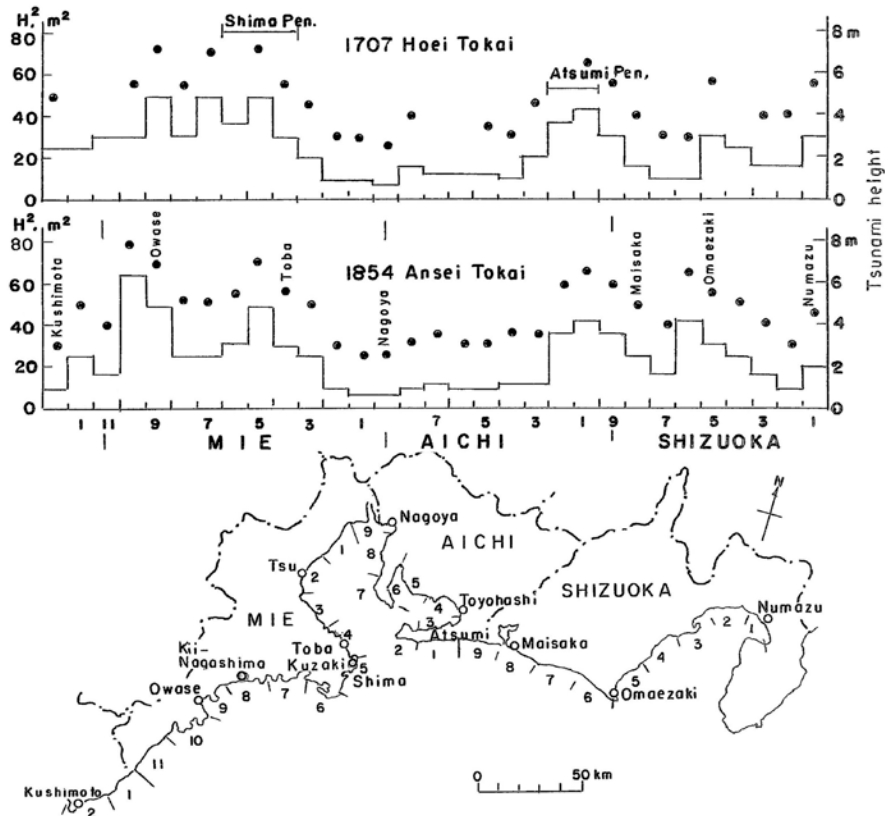 H², m²
80
60
40
20
0
Shima Pen.
1707 Hoei Tokai
Atsumi Pen.
8 m
6
4
2
0
Tsunami height
H², m²
80
60
40
20
0
Kushimoto
Owase
Toba
1854 Ansei Tokai
Nagoya
Maisaka
Omaezaki
Numazu
8 m
6
4
2
0
1 11 9 7 5 3 1 7 5 3 1 9 7 5 3 1
MIE AICHI SHIZUOKA
N
Nagoya
AICHI
Tsu
SHIZUOKA
Toyohashi
Numazu
MIE
Toba
Atsumi
Maisaka
Kii-
Nagashima
Kuzaki
Shima
Owase
Omaezaki
Kushimoto
2 1 11 10 9 8 7 6 5 4 3 2 1
9 8 7 6 5 4 3 2 1
9 8 7 6 5 4 3 2 1
0 50 km